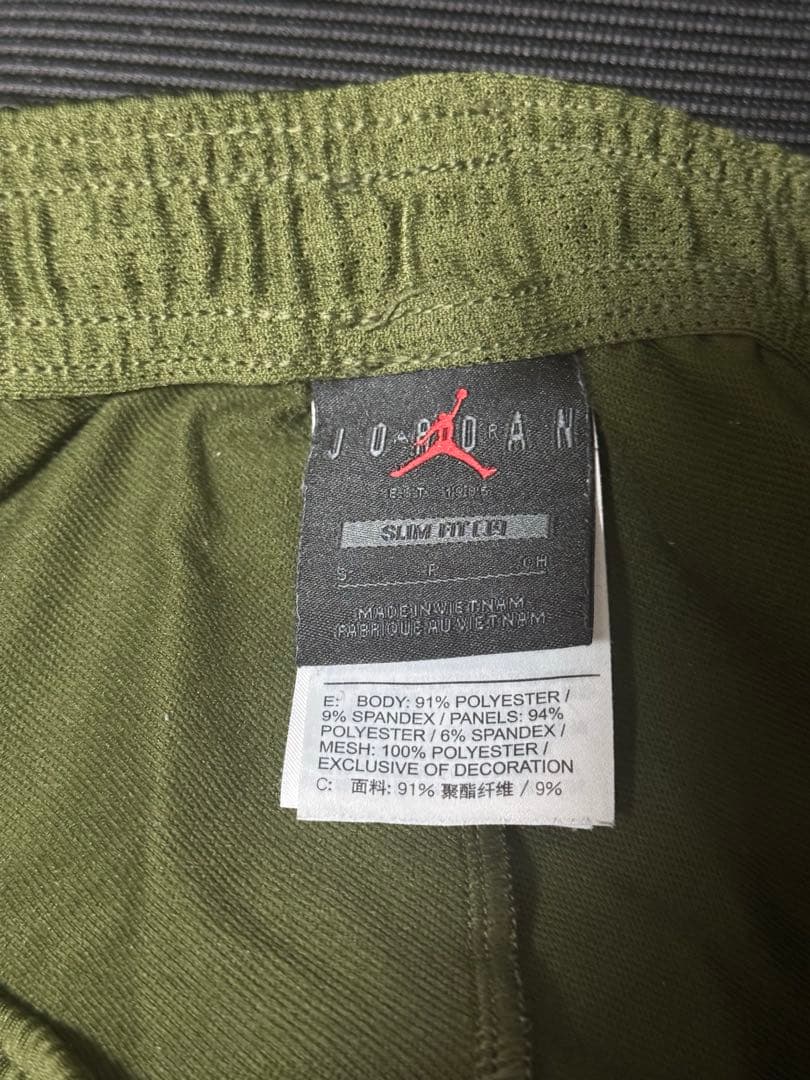 JORDAN
EST. 1985
SLIM FIT
S P CH
MADE IN VIETNAM
FABRIQUE AU VIETNAM
E: BODY: 91% POLYESTER /
9% SPANDEX / PANELS: 94%
POLYESTER / 6% SPANDEX /
MESH: 100% POLYESTER /
EXCLUSIVE OF DECORATION
C: 面料: 91% 聚酯纤维 / 9%